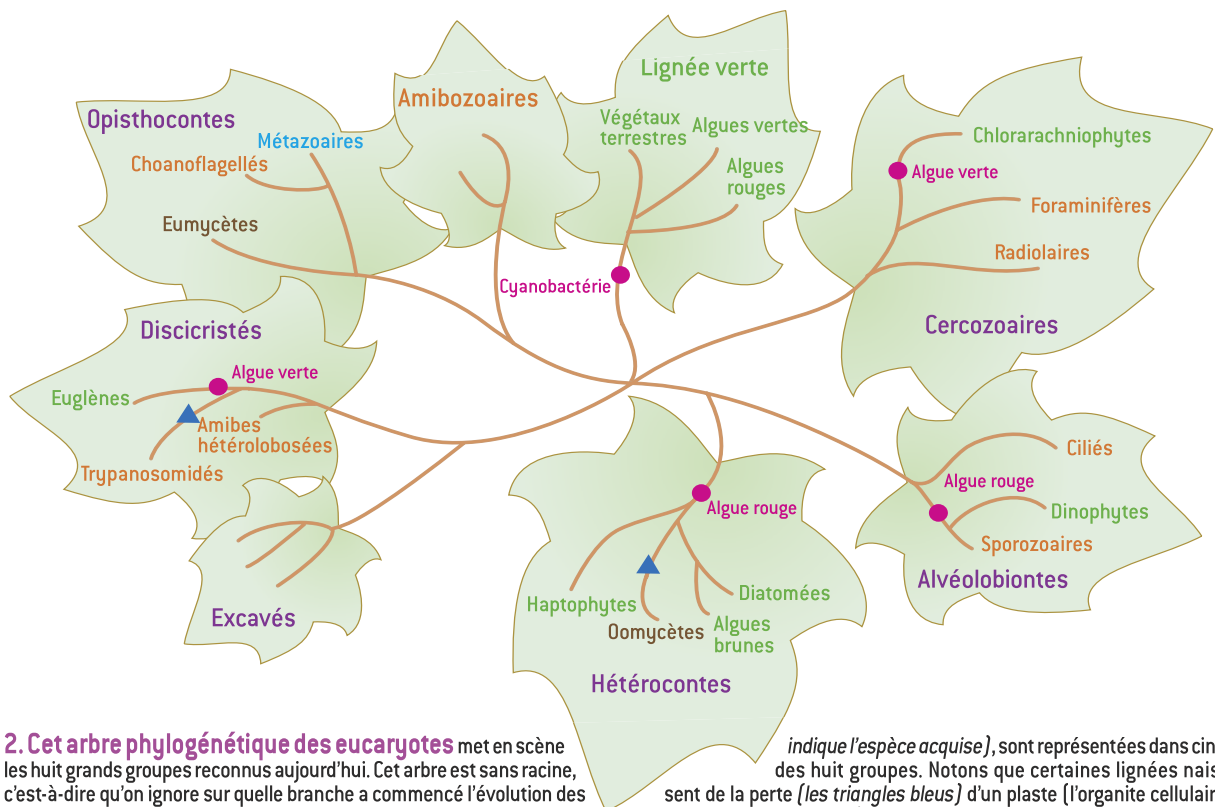 Lignée verte
Amibozoaires
Opisthocontes
Métazoaires
Choanoflagellés
Eumycètes
Végétaux
terrestres
Algues vertes
Algues
rouges
Cyanobactérie
Chlorarachniophytes
Algue verte
Foraminifères
Radiolaires
Cercozoaires
Discicristés
Algue verte
Euglènes
Amibes
hétérolobosées
Trypanosomidés
Excavés
Algue rouge
Haptophytes
Oomycètes
Diatomées
Algues
brunes
Hétérocontes
Ciliés
Algue rouge
Dinophytes
Sporozoaires
Alvéolobiontes
2. Cet arbre phylogénétique des eucaryotes met en scène
les huit grands groupes reconnus aujourd’hui. Cet arbre est sans racine,
c’est-à-dire qu’on ignore sur quelle branche a commencé l’évolution des
indique l’espèce acquise), sont représentées dans cin
des huit groupes. Notons que certaines lignées nais
sent de la perte (les triangles bleus) d’un plaste (l’organite cellulair